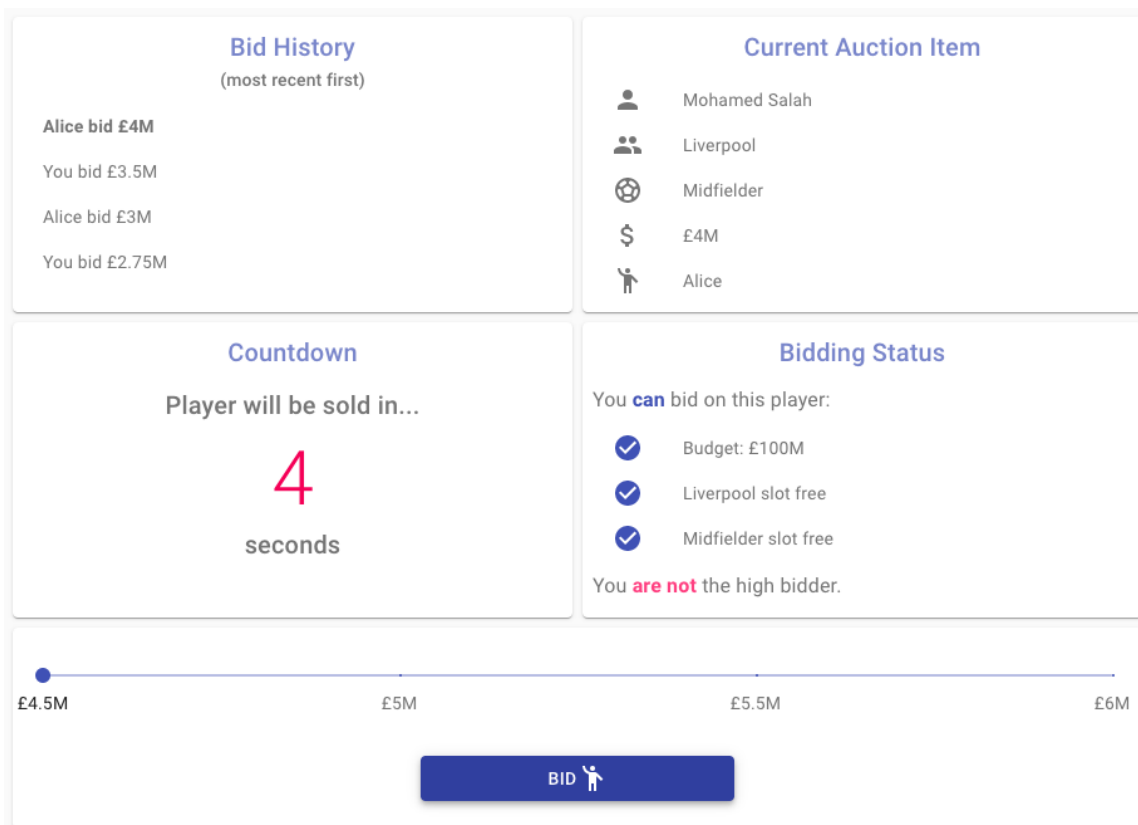 Bid History
(most recent first)
Alice bid £4M
You bid £3.5M
Alice bid £3M
You bid £2.75M
Current Auction Item
Mohamed Salah
Liverpool
Midfielder
$ £4M
Alice
Countdown
Player will be sold in...
4
seconds
Bidding Status
You can bid on this player:
Budget: £100M
Liverpool slot free
Midfielder slot free
You are not the high bidder.
£4.5M £5M £5.5M £6M
BID